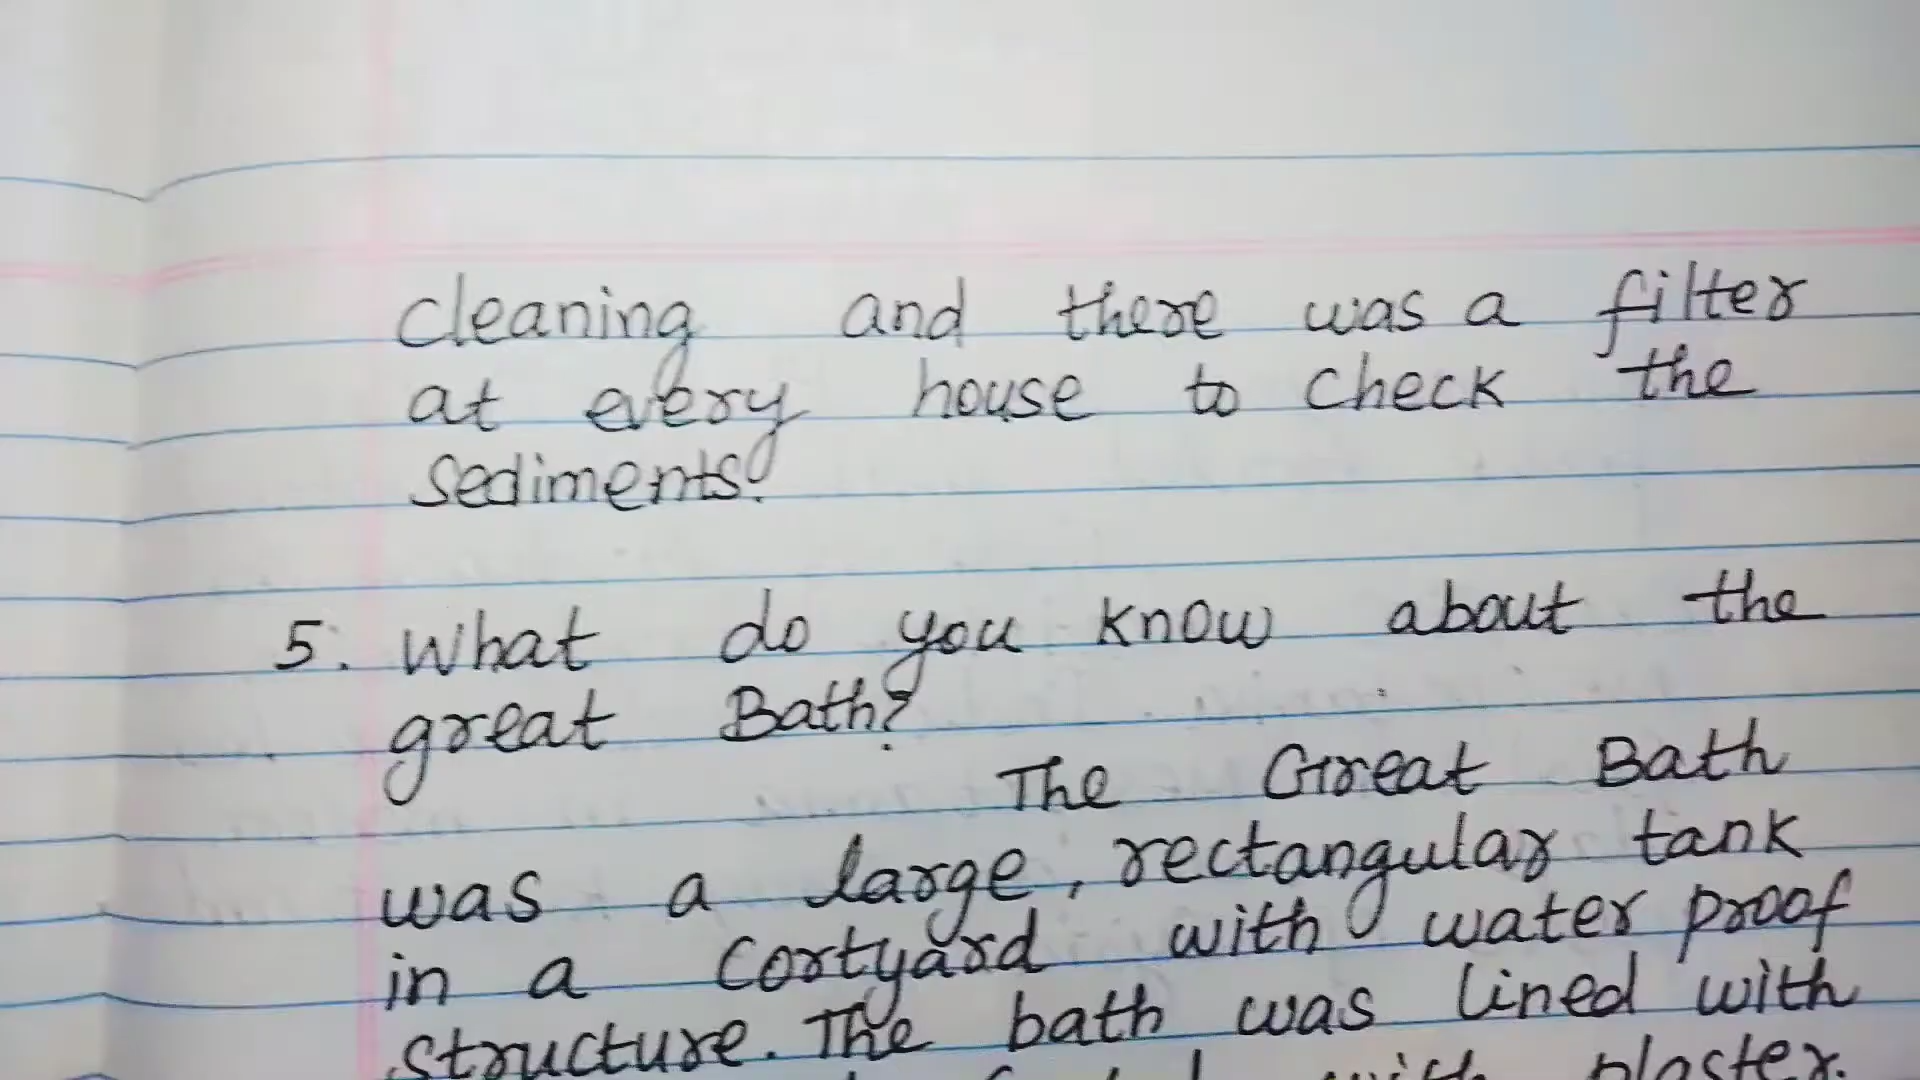 cleaning and there was a filter
at every house to check the
sediments.
5. What do you know about the
great Bath?
The Great Bath
was a large, rectangular tank
in a cortyard with water proof
structure. The bath was lined with
with plaster.